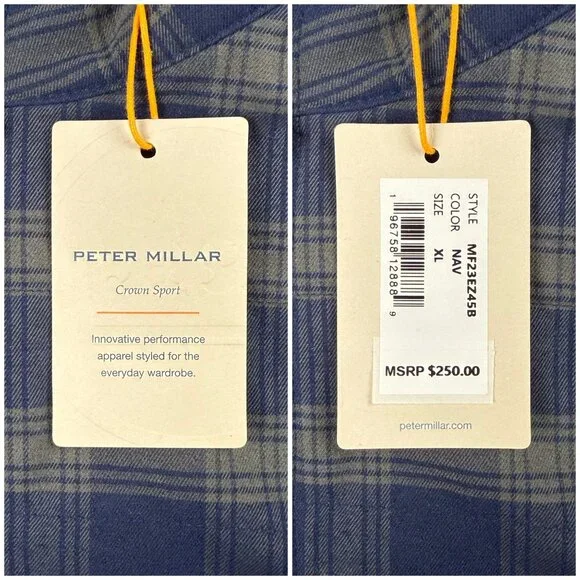 PETER MILLAR
Crown Sport
Innovative performance
apparel styled for the
everyday wardrobe.
STYLE MF23EZ45B
COLOR NAV
SIZE XL
1 96758 12888 9
MSRP $250.00
petermillar.com